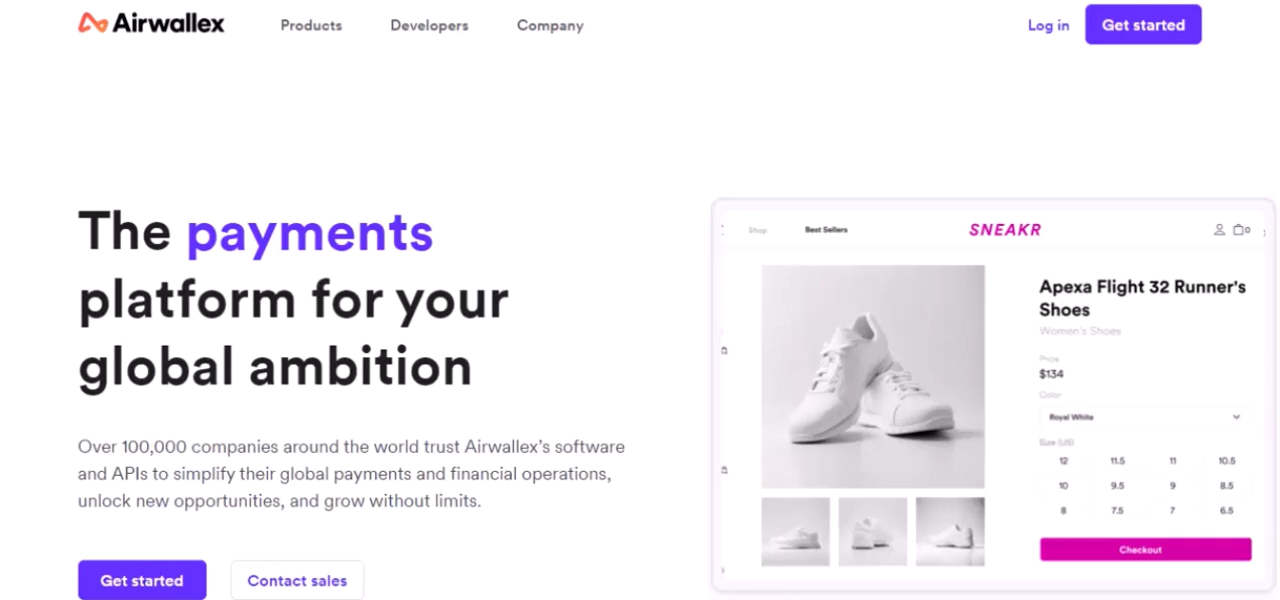 Airwallex
Products
Developers
Company
Log in
Get started
The payments
platform for your
global ambition
Over 100,000 companies around the world trust Airwallex’s software
and APIs to simplify their global payments and financial operations,
unlock new opportunities, and grow without limits.
Get started
Contact sales
Shop
Best Sellers
SNEAKR
0
Apexa Flight 32 Runner's
Shoes
Women's Shoes
Price
$134
Color
Royal White
Size (US)
12 11.5 11 10.5
10 9.5 9 8.5
8 7.5 7 6.5
Checkout